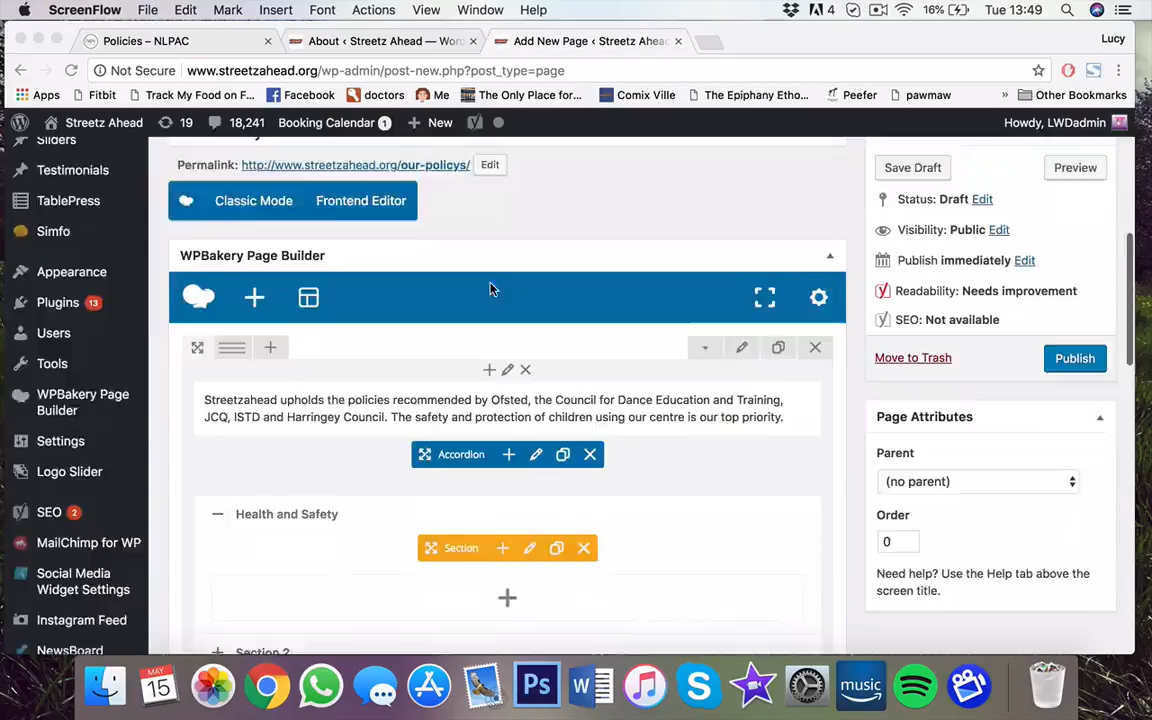 ScreenFlow File Edit Mark Insert Font Actions View Window Help 4 16% Tue 13:49
Policies – NLPAC × About ‹ Streetz Ahead — Wor × Add New Page ‹ Streetz Ahead × Lucy
Not Secure www.streetzahead.org/wp-admin/post-new.php?post_type=page
Apps Fitbit Track My Food on F... Facebook doctors Me The Only Place for... Comix Ville The Epiphany Etho... Peefer pawmaw » Other Bookmarks
Streetz Ahead 19 18,241 Booking Calendar 1 + New Howdy, LWDadmin
Sliders
Testimonials
TablePress
Simfo
Appearance
Plugins 13
Users
Tools
WPBakery Page
Builder
Settings
Logo Slider
SEO 2
MailChimp for WP
Social Media
Widget Settings
Instagram Feed
NewsBoard
Permalink: http://www.streetzahead.org/our-policys/ Edit
Classic Mode Frontend Editor
WPBakery Page Builder
Streetzahead upholds the policies recommended by Ofsted, the Council for Dance Education and Training,
JCQ, ISTD and Harringey Council. The safety and protection of children using our centre is our top priority.
Accordion
Health and Safety
Section
Section 2
Save Draft Preview
Status: Draft Edit
Visibility: Public Edit
Publish immediately Edit
Readability: Needs improvement
SEO: Not available
Move to Trash Publish
Page Attributes
Parent
(no parent)
Order
0
Need help? Use the Help tab above the
screen title.
MAY
15
Ps
W
music